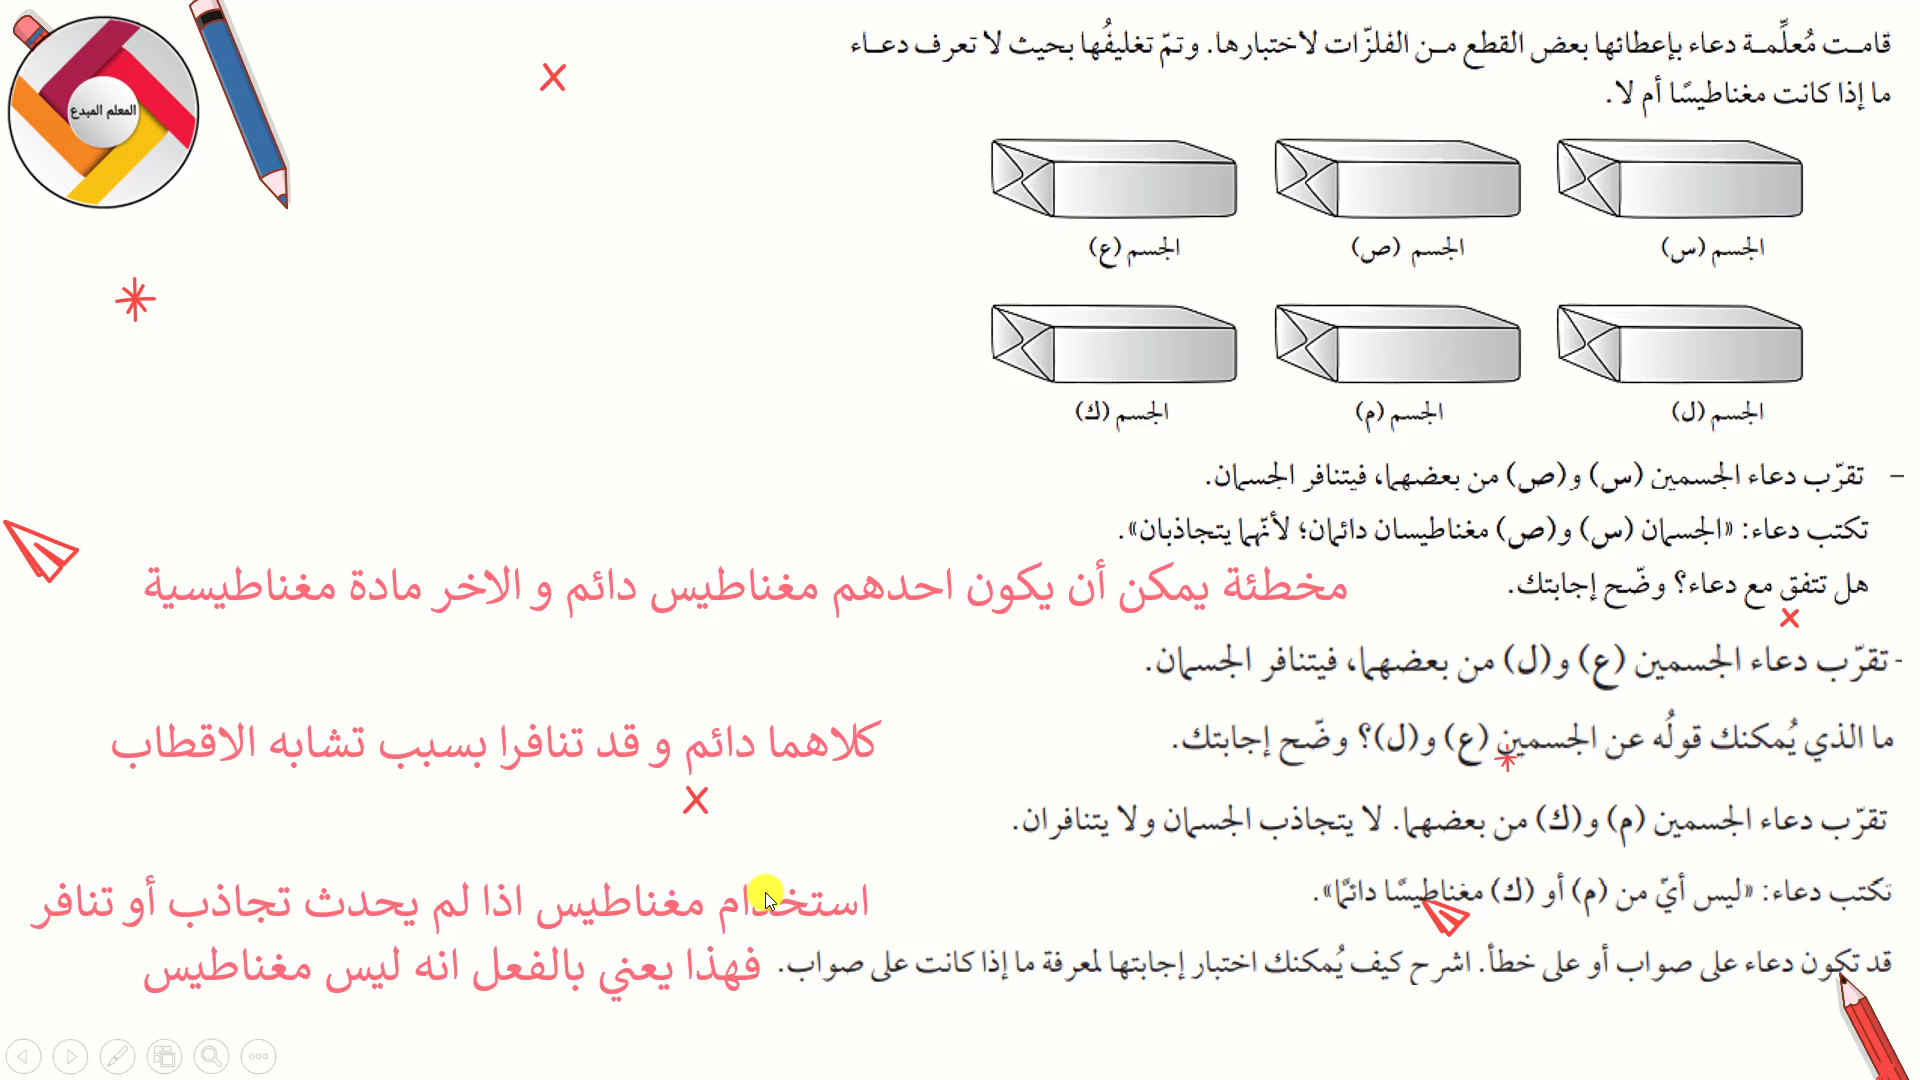 المعلم المبدع
قامت مُعلِّمة دعاء بإعطائها بعض القطع من الفلزّات لاختبارها. وتمّ تغليفُها بحيث لا تعرف دعاء
ما إذا كانت مغناطيسًا أم لا.
الجسم (س) الجسم (ص) الجسم (ع)
الجسم (ل) الجسم (م) الجسم (ك)
– تقرّب دعاء الجسمين (س) و(ص) من بعضهما، فيتنافر الجسمان.
تكتب دعاء: «الجسمان (س) و(ص) مغناطيسان دائمان؛ لأنّهما يتجاذبان».
هل تتفق مع دعاء؟ وضّح إجابتك.
مخطئة يمكن أن يكون احدهم مغناطيس دائم و الاخر مادة مغناطيسية
- تقرّب دعاء الجسمين (ع) و(ل) من بعضهما، فيتنافر الجسمان.
ما الذي يُمكنك قولُه عن الجسمين (ع) و(ل)؟ وضّح إجابتك.
كلاهما دائم و قد تنافرا بسبب تشابه الاقطاب
تقرّب دعاء الجسمين (م) و(ك) من بعضهما. لا يتجاذب الجسمان ولا يتنافران.
تكتب دعاء: «ليس أيّ من (م) أو (ك) مغناطيسًا دائمًا».
استخدام مغناطيس اذا لم يحدث تجاذب أو تنافر
قد تكون دعاء على صواب أو على خطأ. اشرح كيف يُمكنك اختبار إجابتها لمعرفة ما إذا كانت على صواب.
فهذا يعني بالفعل انه ليس مغناطيس